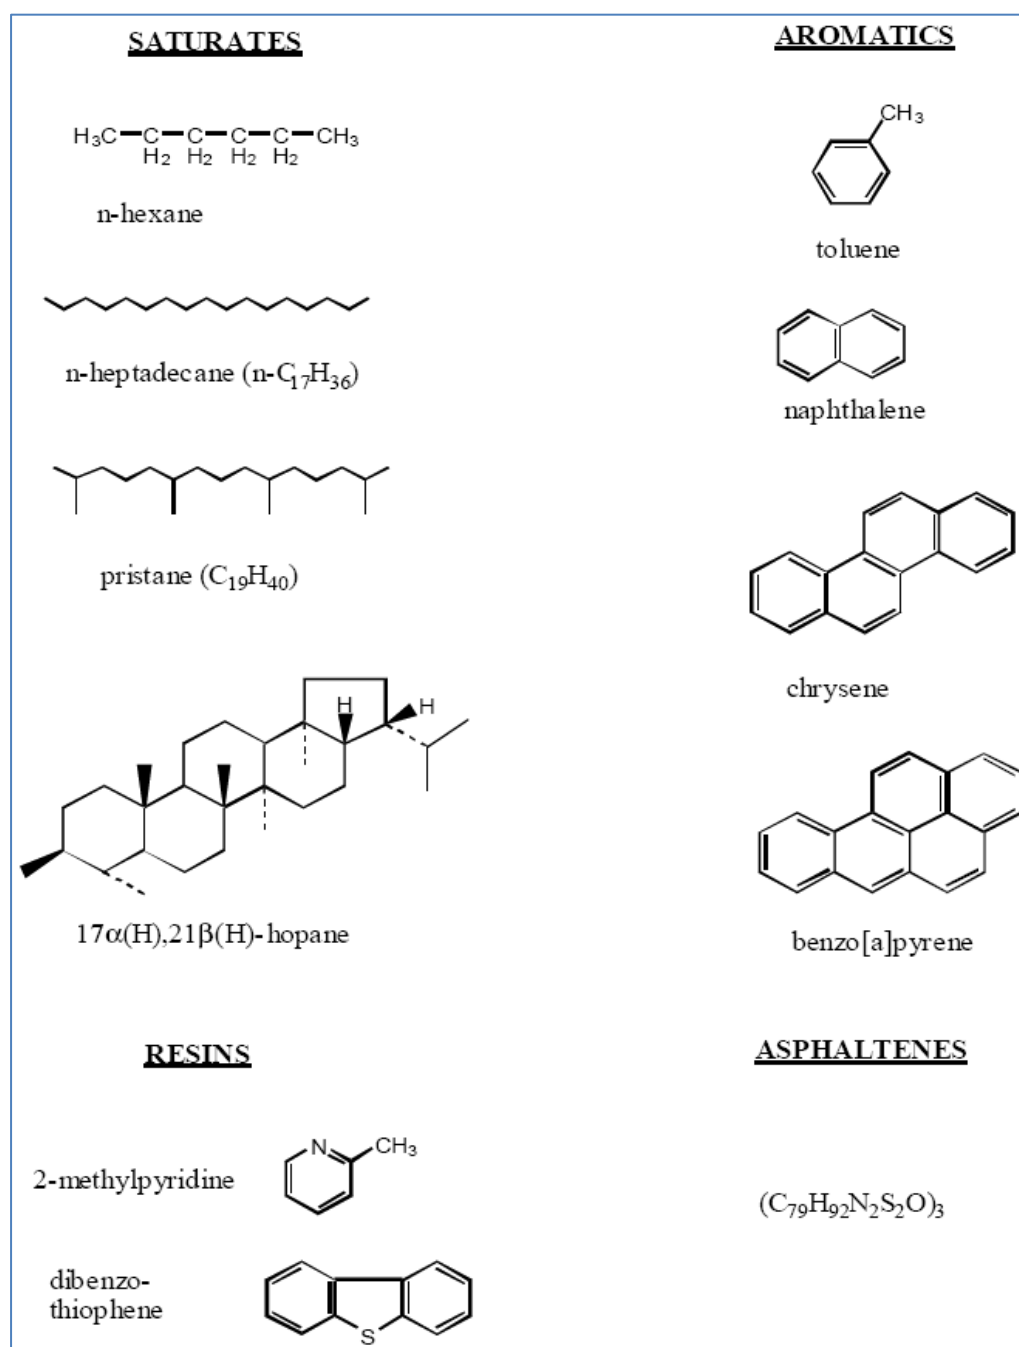 SATURATES
H₃C C C C C CH₃
H₂ H₂ H₂ H₂
n-hexane
n-heptadecane (n-C₁₇H₃₆)
pristane (C₁₉H₄₀)
H H
17α(H),21β(H)-hopane
AROMATICS
CH₃
toluene
naphthalene
chrysene
benzo[a]pyrene
RESINS
2-methylpyridine
N CH₃
dibenzo-
thiophene
S
ASPHALTENES
(C₇₉H₉₂N₂S₂O)₃